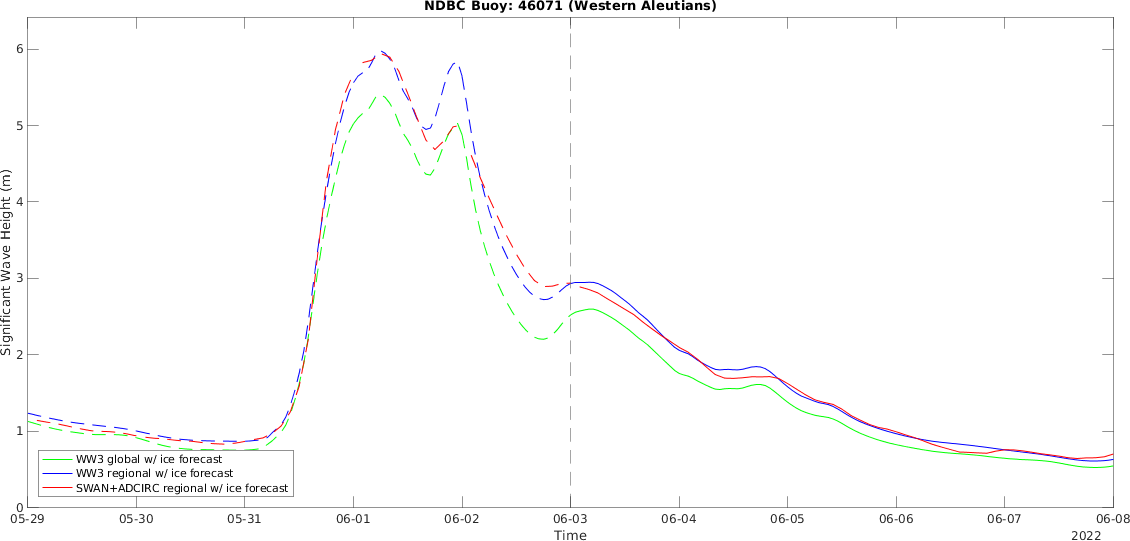 NDBC Buoy: 46071 (Western Aleutians)
6
5
4
3
2
1
0
Significant Wave Height (m)
WW3 global w/ ice forecast
WW3 regional w/ ice forecast
SWAN+ADCIRC regional w/ ice forecast
05-29 05-30 05-31 06-01 06-02 06-03 06-04 06-05 06-06 06-07 06-08
Time
2022